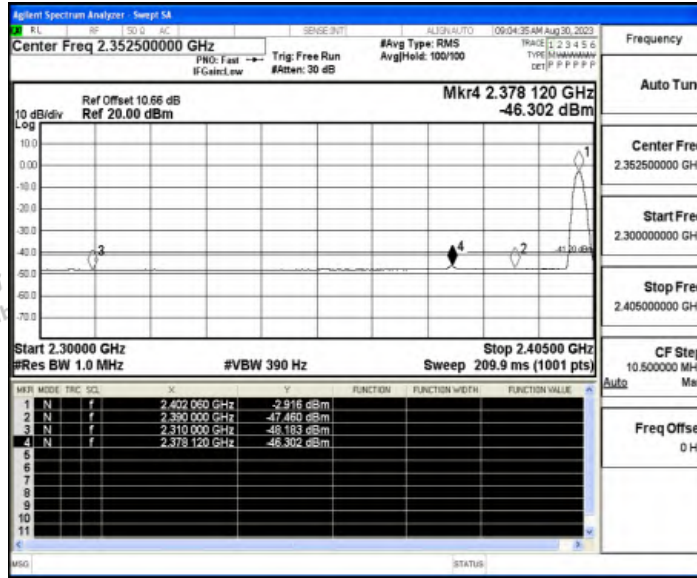 Agilent Spectrum Analyzer - Swept SA
RL RF 50 Ω AC SENSE:INT ALIGN AUTO 09:04:35 AM Aug 30, 2023
Center Freq 2.352500000 GHz
PNO: Fast
IFGain:Low
Trig: Free Run
#Atten: 30 dB
#Avg Type: RMS
Avg|Hold: 100/100
TRACE 1 2 3 4 5 6
TYPE
DET P P P P P P
Ref Offset 10.66 dB
Ref 20.00 dBm
10 dB/div
Log
Mkr4 2.378 120 GHz
-46.302 dBm
10.0
0.00
-10.0
-20.0
-30.0
-40.0
-50.0
-60.0
-70.0
1
2
3
4
-41.20 dBm
Start 2.30000 GHz
#Res BW 1.0 MHz
#VBW 390 Hz
Stop 2.40500 GHz
Sweep 209.9 ms (1001 pts)
MKR MODE TRC SCL X Y FUNCTION FUNCTION WIDTH FUNCTION VALUE
1 N f 2.402 060 GHz -2.916 dBm
2 N f 2.390 000 GHz -47.460 dBm
3 N f 2.310 000 GHz -48.183 dBm
4 N f 2.378 120 GHz -46.302 dBm
5
6
7
8
9
10
11
MSG STATUS
Frequency
Auto Tun
Center Fre
2.352500000 GH
Start Fre
2.300000000 GH
Stop Fre
2.405000000 GH
CF Ste
10.500000 MH
Auto Ma
Freq Offse
0 H